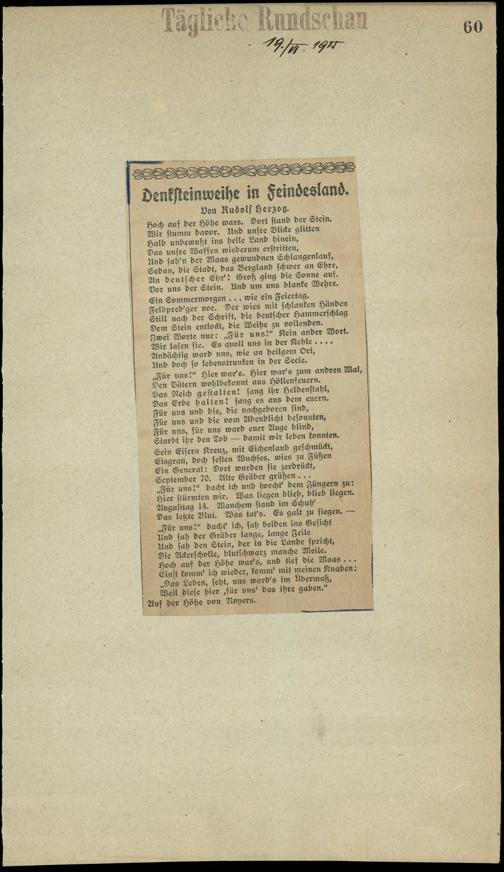 Tägliche Rundschau
60
19./VI. 1915
Denksteinweihe in Feindesland.
Von Rudolf Herzog.
Hoch auf der Höhe wars. Dort stand der Stein.
Wir stumm davor. Und unsre Blicke glitten
Halb unbewußt ins helle Land hinein,
Das unsre Waffen wiederum erstritten,
Und sah'n der Maas gewundnen Schlangenlauf,
Sedan, die Stadt, das Bergland schwer an Ehre,
An deutscher Ehr'! Groß ging die Sonne auf.
Vor uns der Stein. Und um uns blanke Wehre.
Ein Sommermorgen ... wie ein Feiertag.
Feldpred'ger vor. Der wies mit schlanken Händen
Still nach der Schrift, die deutscher Hammerschlag
Dem Stein entlockt, die Weihe zu vollenden.
Zwei Worte nur: „Für uns!“ Kein ander Wort.
Wir lasen sie. Es quoll uns in der Kehle ....
Andächtig ward uns, wie an heilgem Ort,
Und doch so lebenstrunken in der Seele.
„Für uns!“ Hier war's. Hier war's zum andren Mal,
Den Vätern wohlbekannt aus Höllenfeuern.
Das Reich gestalten! sang ihr Heldenstahl,
Das Erbe halten! sang es aus dem euern.
Für uns und die, die nachgeboren sind,
Für uns und die vom Abendlicht besonnten,
Für uns, für uns ward euer Auge blind,
Starbt ihr den Tod — damit wir leben konnten.
Sein Eisern Kreuz, mit Eichenlaub geschmückt,
Eisgrau, doch festen Wuchses, wies zu Füßen
Ein General: Dort wurden sie zerdrückt,
September 70. Alte Gräber grüßen ...
„Für uns!“ dacht ich und horcht' dem Jüngern zu:
Hier stürmten wir. Was liegen blieb, blieb liegen.
Augusttag 14. Manchem stand im Schuh'
Das letzte Blut. Was tat's. Es galt zu siegen. —
„Für uns!“ dacht' ich, sah beiden ins Gesicht
Und sah der Gräber lange, lange Zeile
Und sah den Stein, der in die Lande spricht,
Die Ackerscholle, blutschwarz manche Meile.
Hoch auf der Höhe war's, und tief die Maas ...
Einst komm' ich wieder, komm' mit meinen Knaben:
„Das Leben, seht, uns ward's im Übermaß,
Weil diese hier ‚für uns' das ihre gaben.“
Auf der Höhe von Noyers.